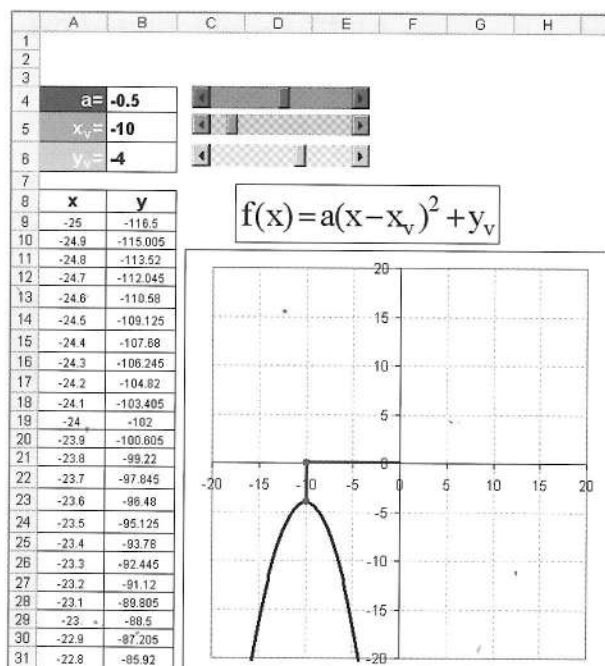 A B C D E F G H
1
2
3
4 a= -0.5
5 xᵥ= -10
6 yᵥ= -4
7
8 x y
f(x)=a(x-xᵥ)²+yᵥ
9 -25 -116.5
10 -24.9 -115.005
11 -24.8 -113.52
12 -24.7 -112.045
13 -24.6 -110.58
14 -24.5 -109.125
15 -24.4 -107.68
16 -24.3 -106.245
17 -24.2 -104.82
18 -24.1 -103.405
19 -24 -102
20 -23.9 -100.605
21 -23.8 -99.22
22 -23.7 -97.845
23 -23.6 -96.48
24 -23.5 -95.125
25 -23.4 -93.78
26 -23.3 -92.445
27 -23.2 -91.12
28 -23.1 -89.805
29 -23 -88.5
30 -22.9 -87.205
31 -22.8 -85.92
20
15
10
5
0
-20 -15 -10 -5 0 5 10 15 20
-5
-10
-15
-20